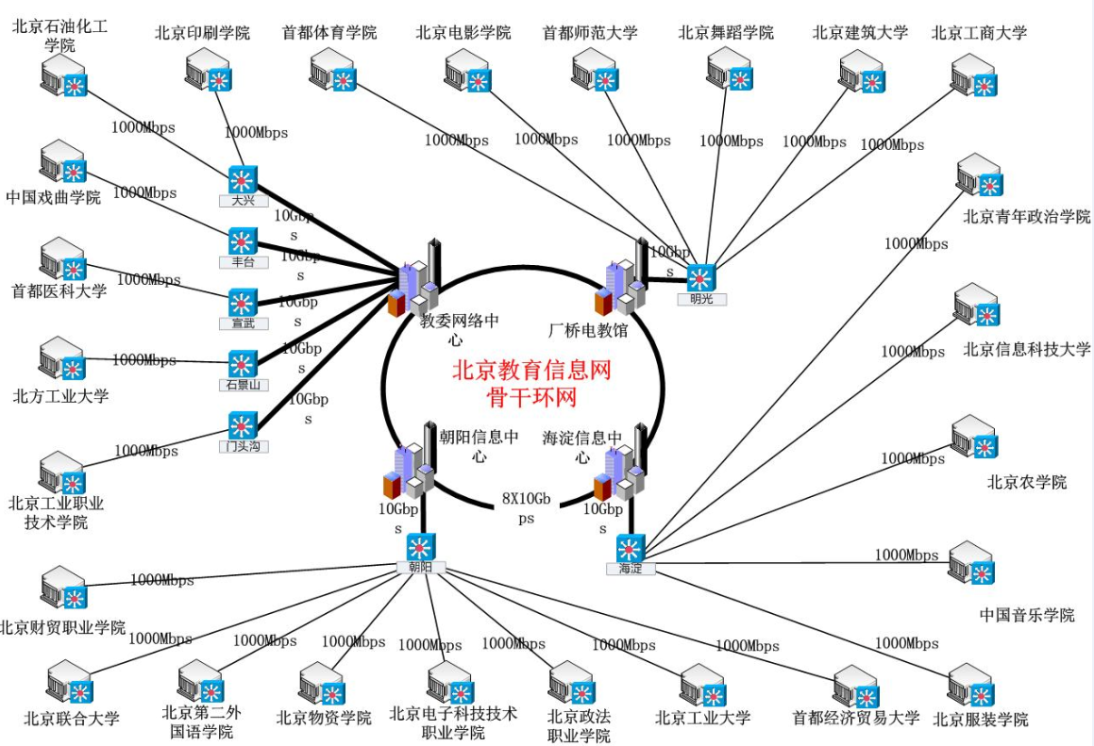 北京石油化工
学院
北京印刷学院
首都体育学院
北京电影学院
首都师范大学
北京舞蹈学院
北京建筑大学
北京工商大学
1000Mbps
1000Mbps
1000Mbps
1000Mbps
1000Mbps
1000Mbps
1000Mbps
1000Mbps
中国戏曲学院
1000Mbps
大兴
10Gbp
s
北京青年政治学院
1000Mbps
丰台
10Gbp
s
10Gbp
s
明光
首都医科大学
1000Mbps
宣武
10Gbp
s
教委网络中
心
厂桥电教馆
北京信息科技大学
1000Mbps
北方工业大学
1000Mbps
石景山
10Gbp
s
北京教育信息网
骨干环网
10Gbp
s
门头沟
1000Mbps
朝阳信息中
心
海淀信息中
心
1000Mbps
北京农学院
北京工业职业
技术学院
10Gbp
s
8X10Gb
ps
10Gbp
s
朝阳
海淀
1000Mbps
中国音乐学院
1000Mbps
北京财贸职业学院
1000Mbps
1000Mbps
1000Mbps
1000Mbps
1000Mbps
1000Mbps
1000Mbps
1000Mbps
北京联合大学
北京第二外
国语学院
北京物资学院
北京电子科技技术
职业学院
北京政法
职业学院
北京工业大学
首都经济贸易大学
北京服装学院